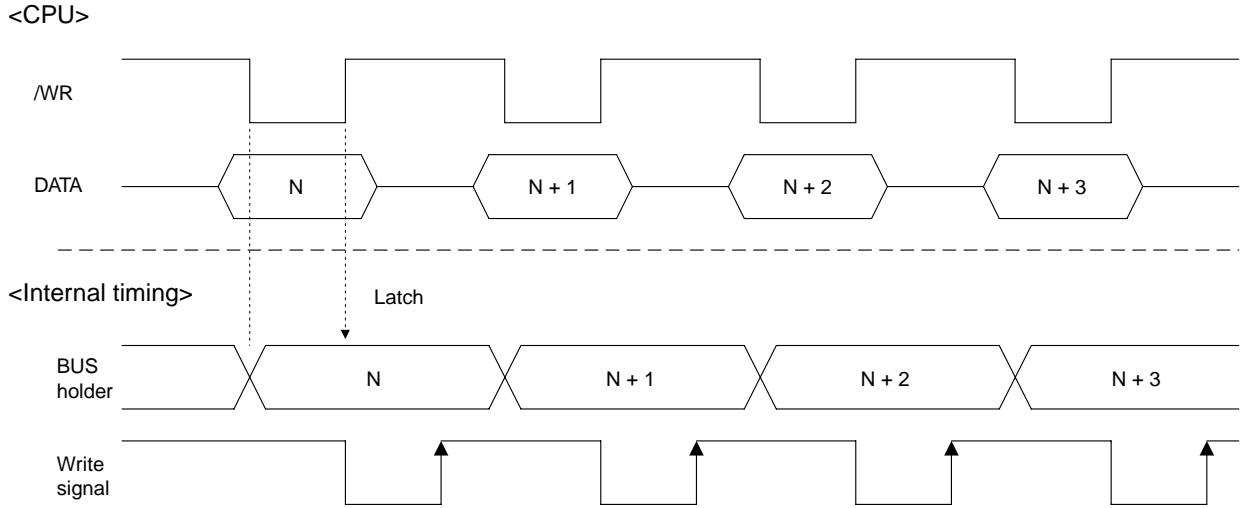 <CPU>
/WR
DATA
N
N + 1
N + 2
N + 3
<Internal timing>
Latch
BUS
holder
N
N + 1
N + 2
N + 3
Write
signal